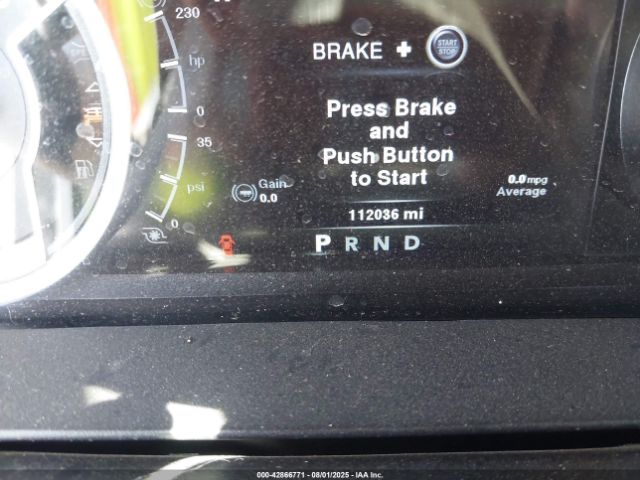 230
hp
0
35
psi
0
BRAKE +
START
STOP
Press Brake
and
Push Button
to Start
Gain
0.0
0.0 mpg
Average
112036 mi
P R N D
000-42866771 | 08/01/2025 | IAA Inc.